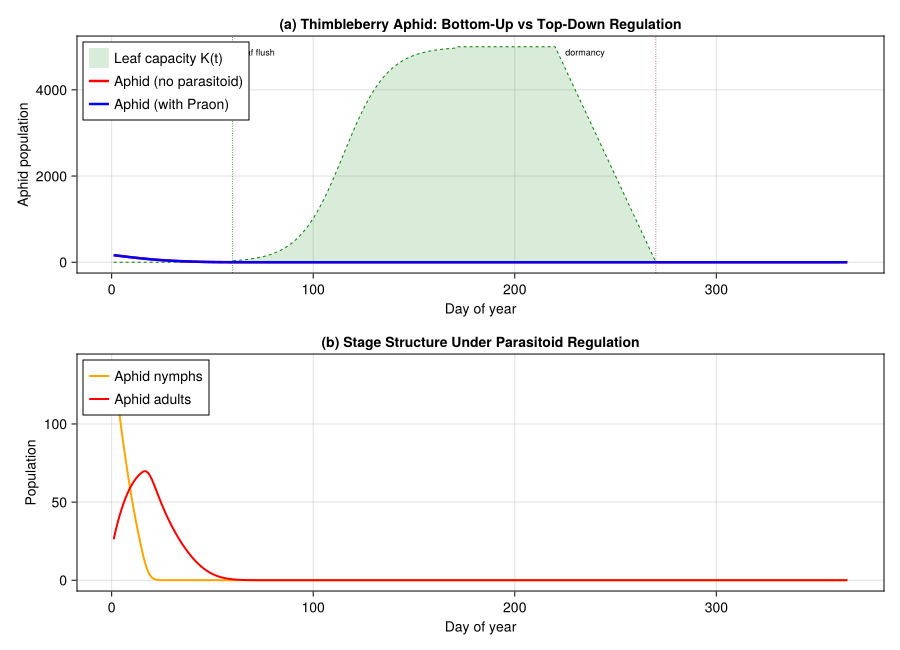 (a) Thimbleberry Aphid: Bottom-Up vs Top-Down Regulation
Leaf capacity K(t)
Aphid (no parasitoid)
Aphid (with Praon)
flush
dormancy
Aphid population
4000
2000
0
0
100
200
300
Day of year
(b) Stage Structure Under Parasitoid Regulation
Aphid nymphs
Aphid adults
Population
100
50
0
0
100
200
300
Day of year